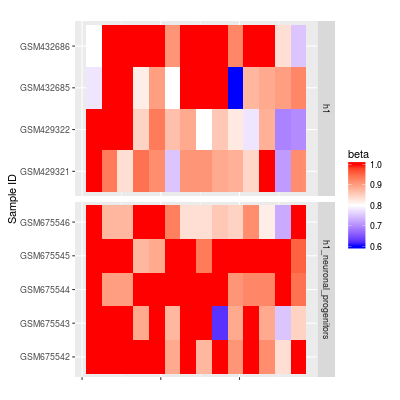 GSM432686
GSM432685
GSM429322
GSM429321
h1
GSM675546
GSM675545
GSM675544
GSM675543
GSM675542
h1_neuronal_progenitors
Sample ID
beta
1.0
0.9
0.8
0.7
0.6